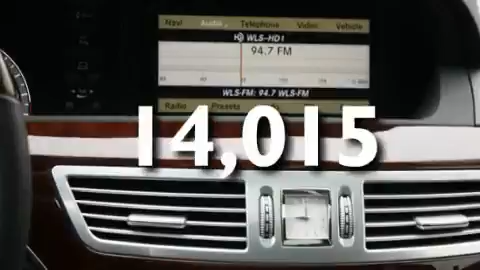 Navi Audio Telephone Video Vehicle
WLS-HD1
94.7 FM
WLS-FM: 94.7 WLS-FM
Radio Presets
14,015